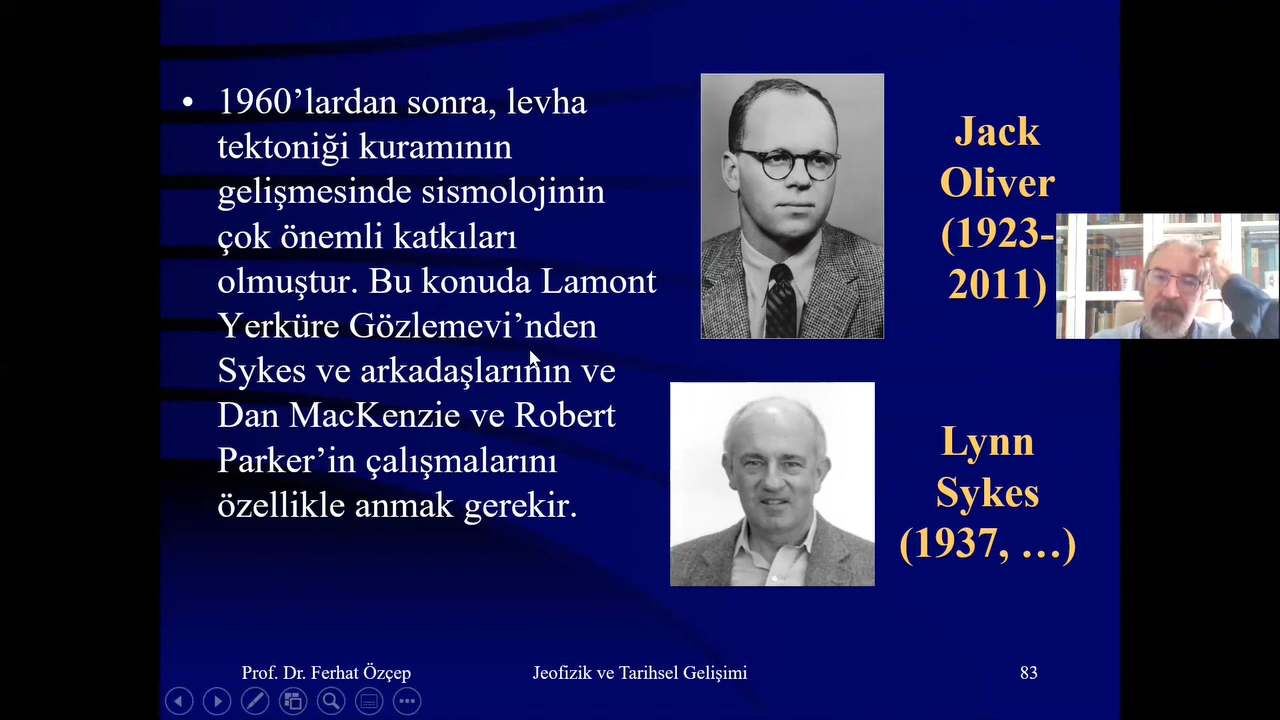 • 1960’lardan sonra, levha
tektoniği kuramının
gelişmesinde sismolojinin
çok önemli katkıları
olmuştur. Bu konuda Lamont
Yerküre Gözlemevi’nden
Sykes ve arkadaşlarının ve
Dan MacKenzie ve Robert
Parker’in çalışmalarını
özellikle anmak gerekir.
Jack
Oliver
(1923-
2011)
Lynn
Sykes
(1937, …)
Prof. Dr. Ferhat Özçep
Jeofizik ve Tarihsel Gelişimi
83